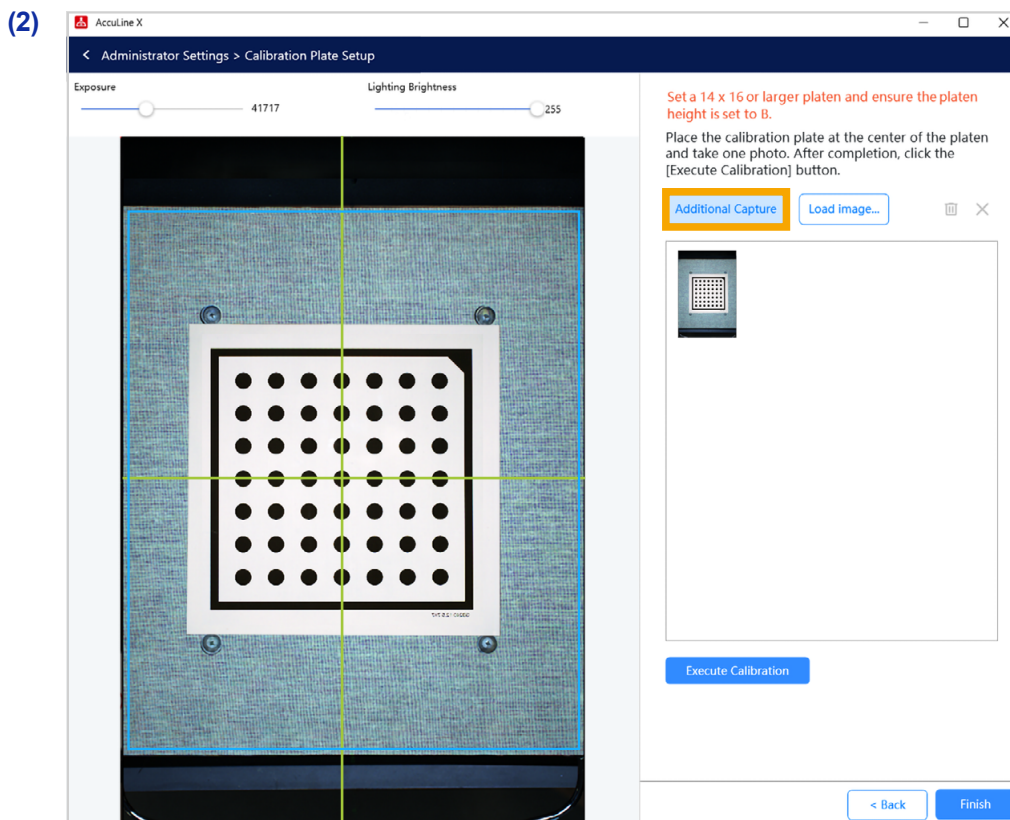 (2)
AccuLine X
< Administrator Settings > Calibration Plate Setup
Exposure
41717
Lighting Brightness
255
Set a 14 x 16 or larger platen and ensure the platen
height is set to B.
Place the calibration plate at the center of the platen
and take one photo. After completion, click the
[Execute Calibration] button.
Additional Capture
Load image...
Execute Calibration
< Back
Finish